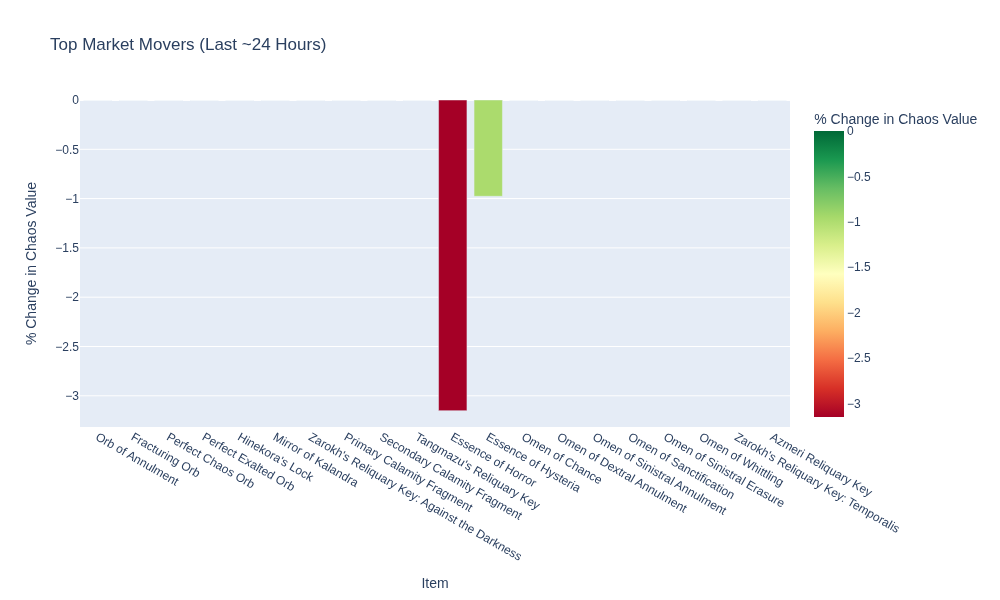 Top Market Movers (Last ~24 Hours)
% Change in Chaos Value
0
−0.5
−1
−1.5
−2
−2.5
−3
% Change in Chaos Value
0
−0.5
−1
−1.5
−2
−2.5
−3
Orb of Annulment
Fracturing Orb
Perfect Chaos Orb
Perfect Exalted Orb
Hinekora's Lock
Mirror of Kalandra
Zarokh's Reliquary Key: Against the Darkness
Primary Calamity Fragment
Secondary Calamity Fragment
Tangmazu's Reliquary Key
Essence of Horror
Essence of Hysteria
Omen of Chance
Omen of Dextral Annulment
Omen of Sinistral Annulment
Omen of Sanctification
Omen of Sinistral Erasure
Omen of Whittling
Zarokh's Reliquary Key: Temporalis
Azmeri Reliquary Key
Item